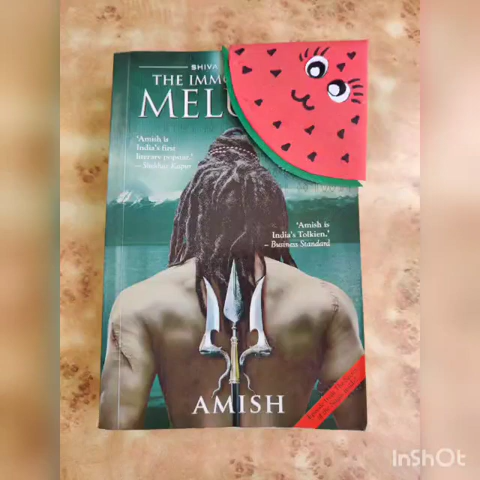 SHIVA
THE IMMO
MELU
'Amish is
India's first
literary popstar.'
– Shekhar Kapur
'Amish is
India's Tolkien.'
– Business Standard
AMISH
InShOt